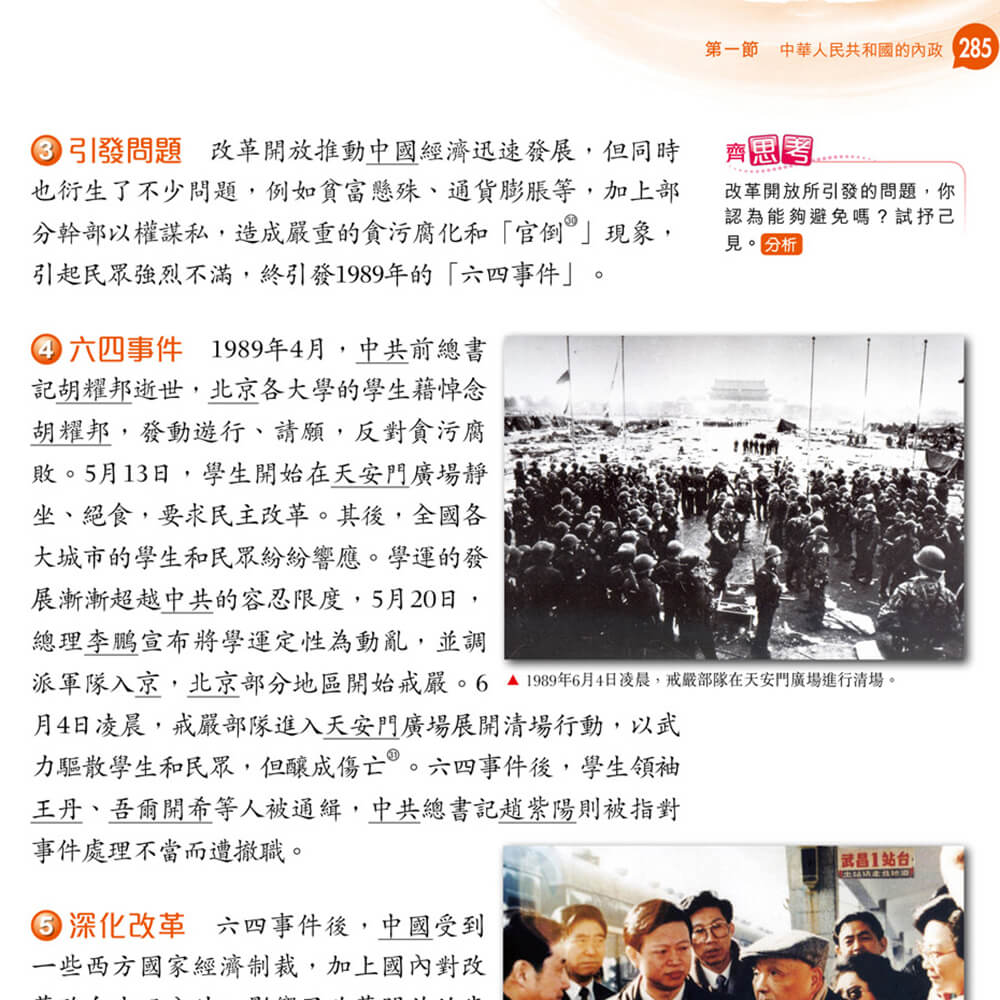 第一節 中華人民共和國的內政 285
3 引發問題 改革開放推動中國經濟迅速發展，但同時
也衍生了不少問題，例如貧富懸殊、通貨膨脹等，加上部
分幹部以權謀私，造成嚴重的貪污腐化和「官倒㉚」現象，
引起民眾強烈不滿，終引發1989年的「六四事件」。
齊思考
改革開放所引發的問題，你
認為能夠避免嗎？試抒己
見。 分析
4 六四事件 1989年4月，中共前總書
記胡耀邦逝世，北京各大學的學生藉悼念
胡耀邦，發動遊行、請願，反對貪污腐
敗。5月13日，學生開始在天安門廣場靜
坐、絕食，要求民主改革。其後，全國各
大城市的學生和民眾紛紛響應。學運的發
展漸漸超越中共的容忍限度，5月20日，
總理李鵬宣布將學運定性為動亂，並調
派軍隊入京，北京部分地區開始戒嚴。6
月4日凌晨，戒嚴部隊進入天安門廣場展開清場行動，以武
力驅散學生和民眾，但釀成傷亡㉛。六四事件後，學生領袖
王丹、吾爾開希等人被通緝，中共總書記趙紫陽則被指對
事件處理不當而遭撤職。
▲ 1989年6月4日凌晨，戒嚴部隊在天安門廣場進行清場。
5 深化改革 六四事件後，中國受到
一些西方國家經濟制裁，加上國內對改
武昌1站台